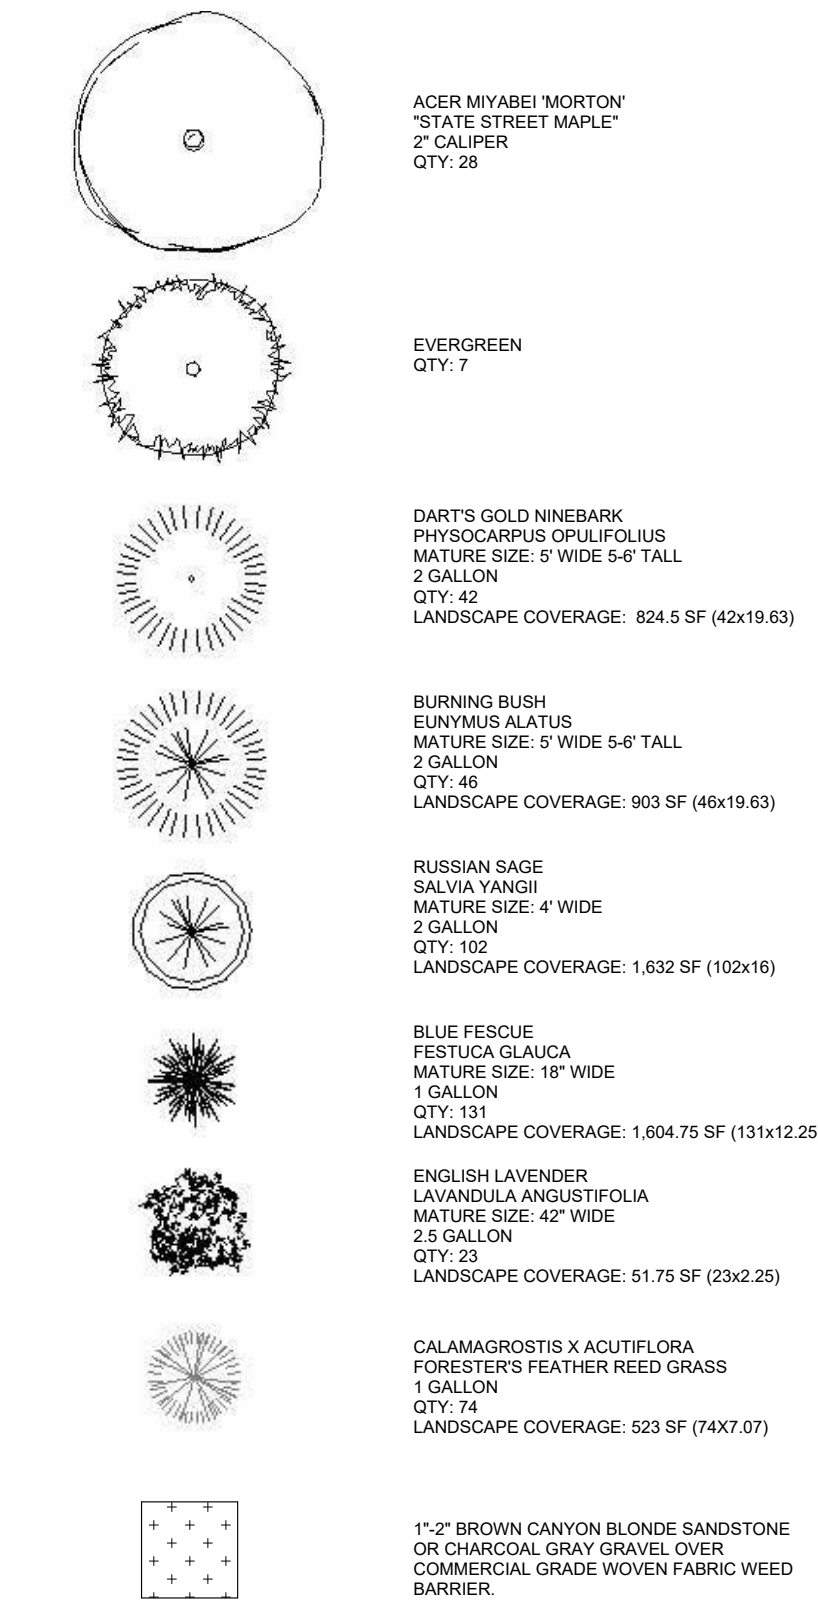 ACER MIYABEI 'MORTON'
"STATE STREET MAPLE"
2" CALIPER
QTY: 28
EVERGREEN
QTY: 7
DART'S GOLD NINEBARK
PHYSOCARPUS OPULIFOLIUS
MATURE SIZE: 5' WIDE 5-6' TALL
2 GALLON
QTY: 42
LANDSCAPE COVERAGE:  824.5 SF (42x19.63)
BURNING BUSH
EUNYMUS ALATUS
MATURE SIZE: 5' WIDE 5-6' TALL
2 GALLON
QTY: 46
LANDSCAPE COVERAGE: 903 SF (46x19.63)
RUSSIAN SAGE
SALVIA YANGII
MATURE SIZE: 4' WIDE
2 GALLON
QTY: 102
LANDSCAPE COVERAGE: 1,632 SF (102x16)
BLUE FESCUE
FESTUCA GLAUCA
MATURE SIZE: 18" WIDE
1 GALLON
QTY: 131
LANDSCAPE COVERAGE: 1,604.75 SF (131x12.25
ENGLISH LAVENDER
LAVANDULA ANGUSTIFOLIA
MATURE SIZE: 42" WIDE
2.5 GALLON
QTY: 23
LANDSCAPE COVERAGE: 51.75 SF (23x2.25)
CALAMAGROSTIS X ACUTIFLORA
FORESTER'S FEATHER REED GRASS
1 GALLON
QTY: 74
LANDSCAPE COVERAGE: 523 SF (74X7.07)
1"-2" BROWN CANYON BLONDE SANDSTONE
OR CHARCOAL GRAY GRAVEL OVER
COMMERCIAL GRADE WOVEN FABRIC WEED
BARRIER.